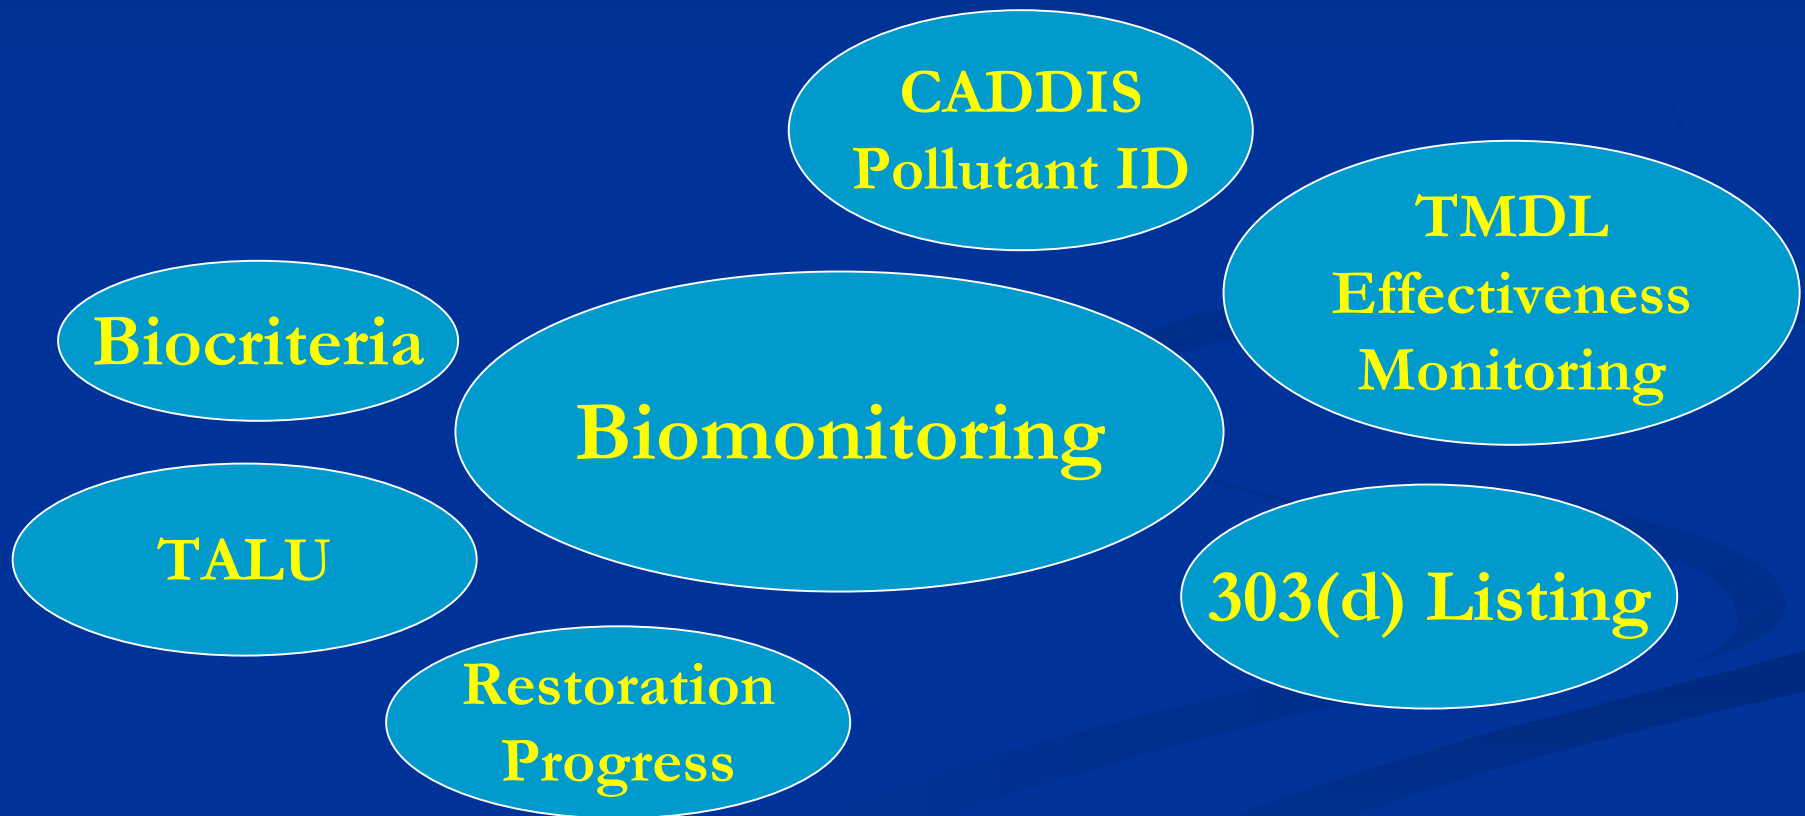 CADDIS
Pollutant ID
TMDL
Effectiveness
Monitoring
Biocriteria
Biomonitoring
TALU
303(d) Listing
Restoration
Progress